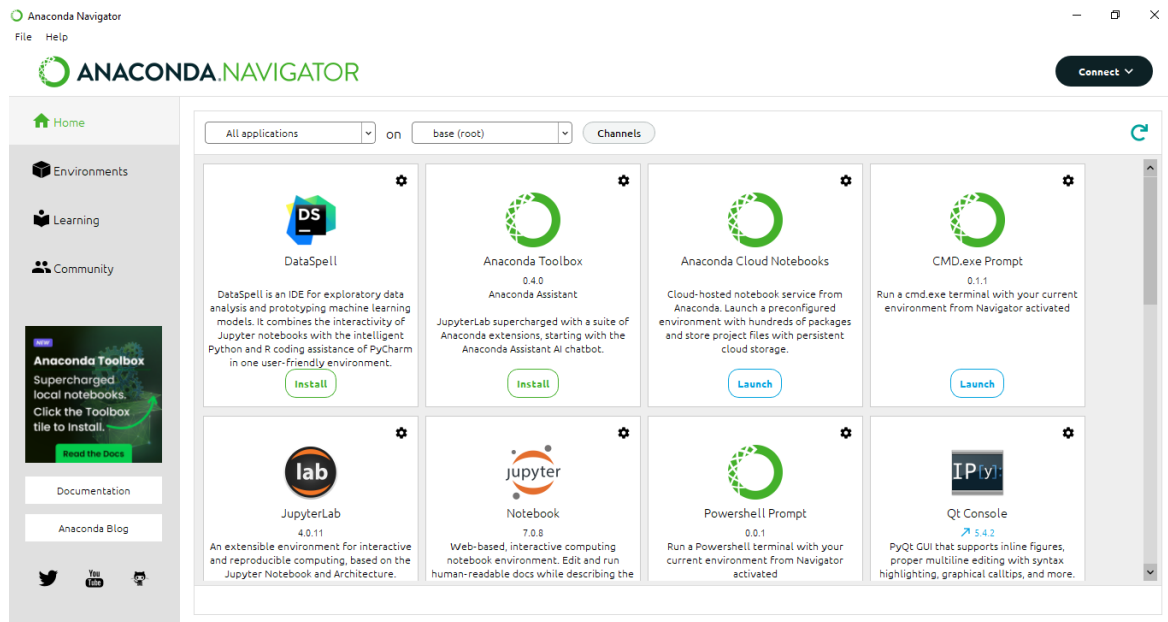 Anaconda Navigator
File Help
ANACONDA.NAVIGATOR
Connect
Home
Environments
Learning
Community
NEW
Anaconda Toolbox
Supercharged
local notebooks.
Click the Toolbox
tile to Install.
Read the Docs
Documentation
Anaconda Blog
You
Tube
All applications on base (root) Channels
DS
DataSpell
DataSpell is an IDE for exploratory data
analysis and prototyping machine learning
models. It combines the interactivity of
Jupyter notebooks with the intelligent
Python and R coding assistance of PyCharm
in one user-friendly environment.
Install
Anaconda Toolbox
0.4.0
Anaconda Assistant
JupyterLab supercharged with a suite of
Anaconda extensions, starting with the
Anaconda Assistant AI chatbot.
Install
Anaconda Cloud Notebooks
Cloud-hosted notebook service from
Anaconda. Launch a preconfigured
environment with hundreds of packages
and store project files with persistent
cloud storage.
Launch
CMD.exe Prompt
0.1.1
Run a cmd.exe terminal with your current
environment from Navigator activated
Launch
lab
JupyterLab
4.0.11
An extensible environment for interactive
and reproducible computing, based on the
Jupyter Notebook and Architecture.
jupyter
Notebook
7.0.8
Web-based, interactive computing
notebook environment. Edit and run
human-readable docs while describing the
Powershell Prompt
0.0.1
Run a Powershell terminal with your
current environment from Navigator
activated
IP[y]:
Qt Console
5.4.2
PyQt GUI that supports inline figures,
proper multiline editing with syntax
highlighting, graphical calltips, and more.